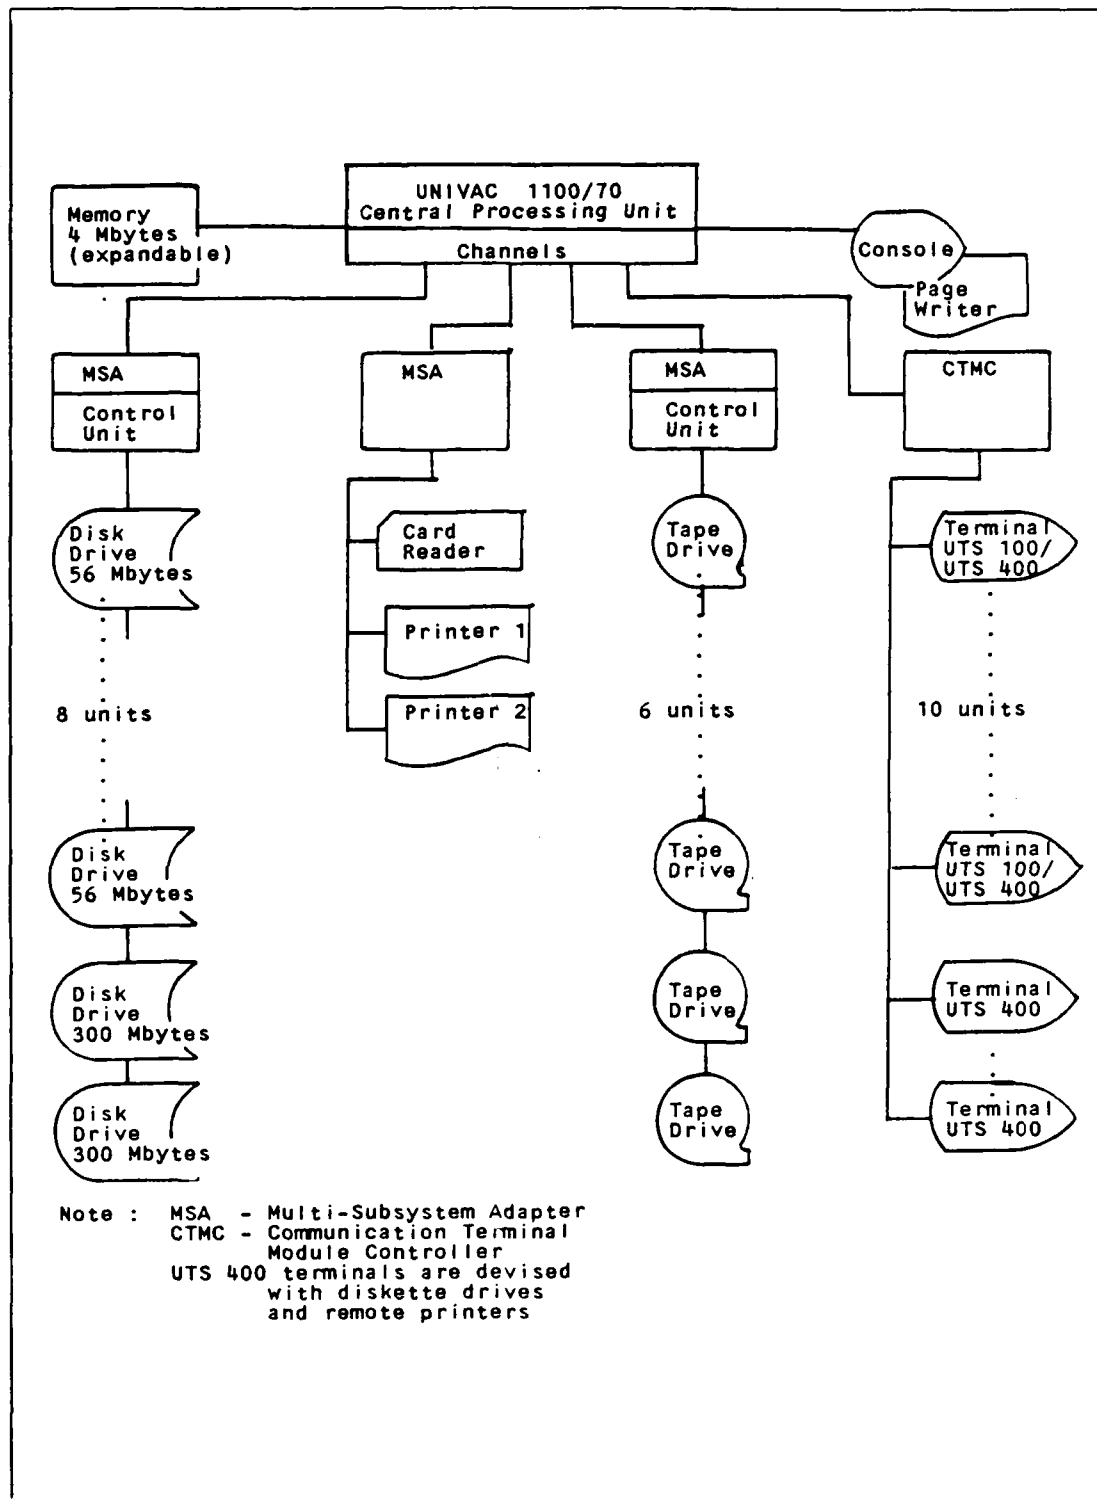 UNIVAC 1100/70
Central Processing Unit
Channels
Memory
4 Mbytes
(expandable)
Console
Page
Writer
MSA
Control
Unit
MSA
MSA
Control
Unit
CTMC
Disk
Drive
56 Mbytes
8 units
Disk
Drive
56 Mbytes
Disk
Drive
300 Mbytes
Disk
Drive
300 Mbytes
Card
Reader
Printer 1
Printer 2
Tape
Drive
6 units
Tape
Drive
Tape
Drive
Tape
Drive
Terminal
UTS 100/
UTS 400
10 units
Terminal
UTS 100/
UTS 400
Terminal
UTS 400
Terminal
UTS 400
Note : MSA - Multi-Subsystem Adapter
CTMC - Communication Terminal
Module Controller
UTS 400 terminals are devised
with diskette drives
and remote printers